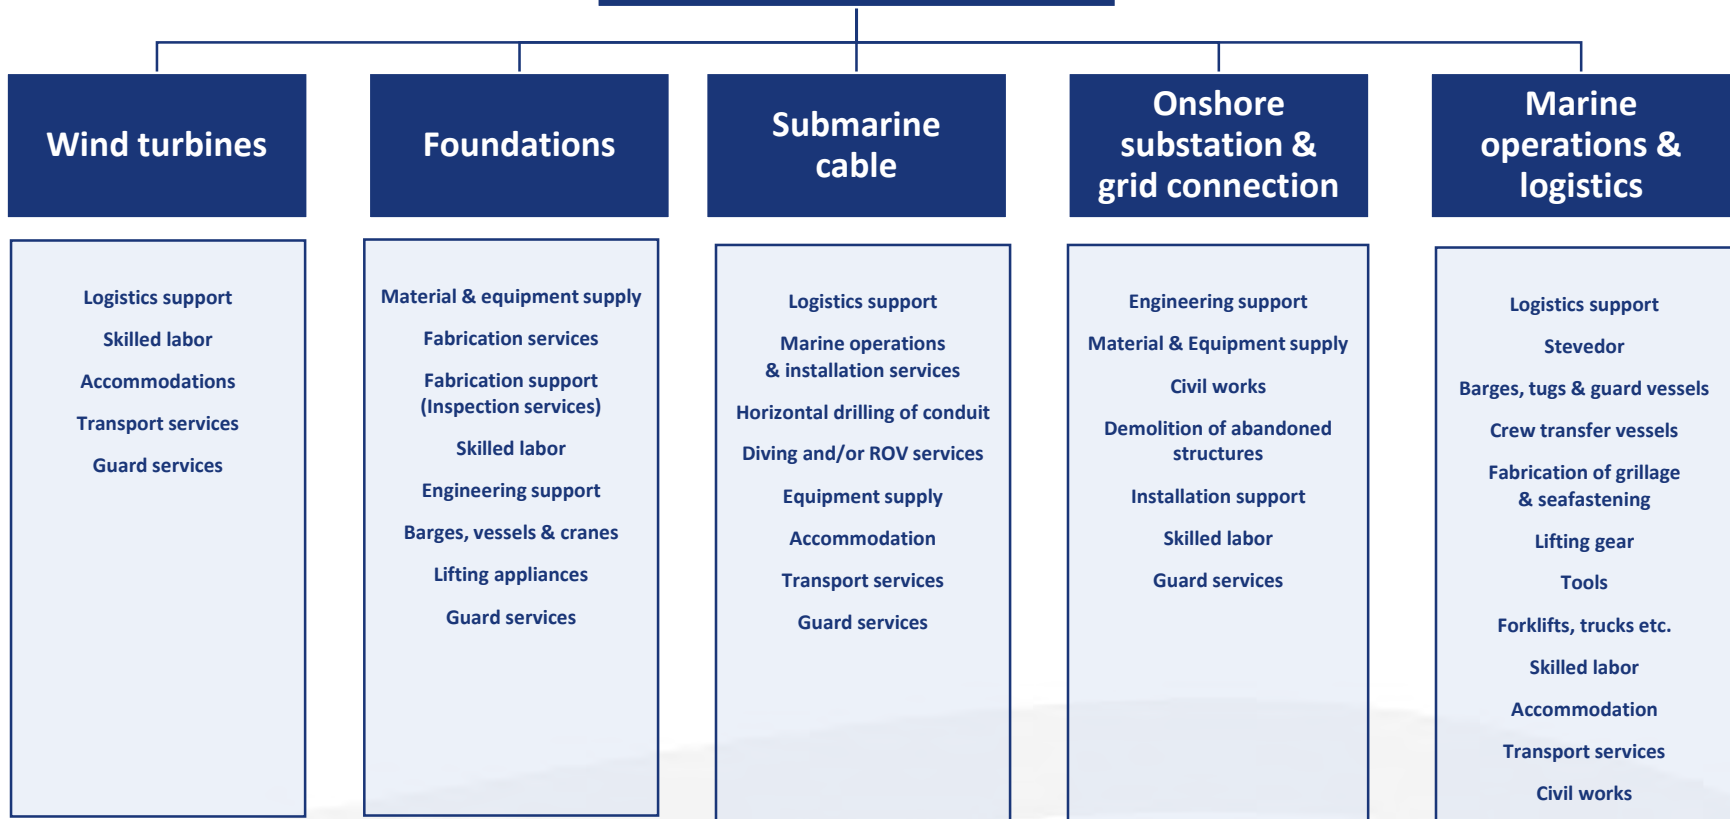 Wind turbines
Logistics support
Skilled labor
Accommodations
Transport services
Guard services
Foundations
Material & equipment supply
Fabrication services
Fabrication support
(Inspection services)
Skilled labor
Engineering support
Barges, vessels & cranes
Lifting appliances
Guard services
Submarine
cable
Logistics support
Marine operations
& installation services
Horizontal drilling of conduit
Diving and/or ROV services
Equipment supply
Accommodation
Transport services
Guard services
Onshore
substation &
grid connection
Engineering support
Material & Equipment supply
Civil works
Demolition of abandoned
structures
Installation support
Skilled labor
Guard services
Marine
operations &
logistics
Logistics support
Stevedor
Barges, tugs & guard vessels
Crew transfer vessels
Fabrication of grillage
& seafastening
Lifting gear
Tools
Forklifts, trucks etc.
Skilled labor
Accommodation
Transport services
Civil works